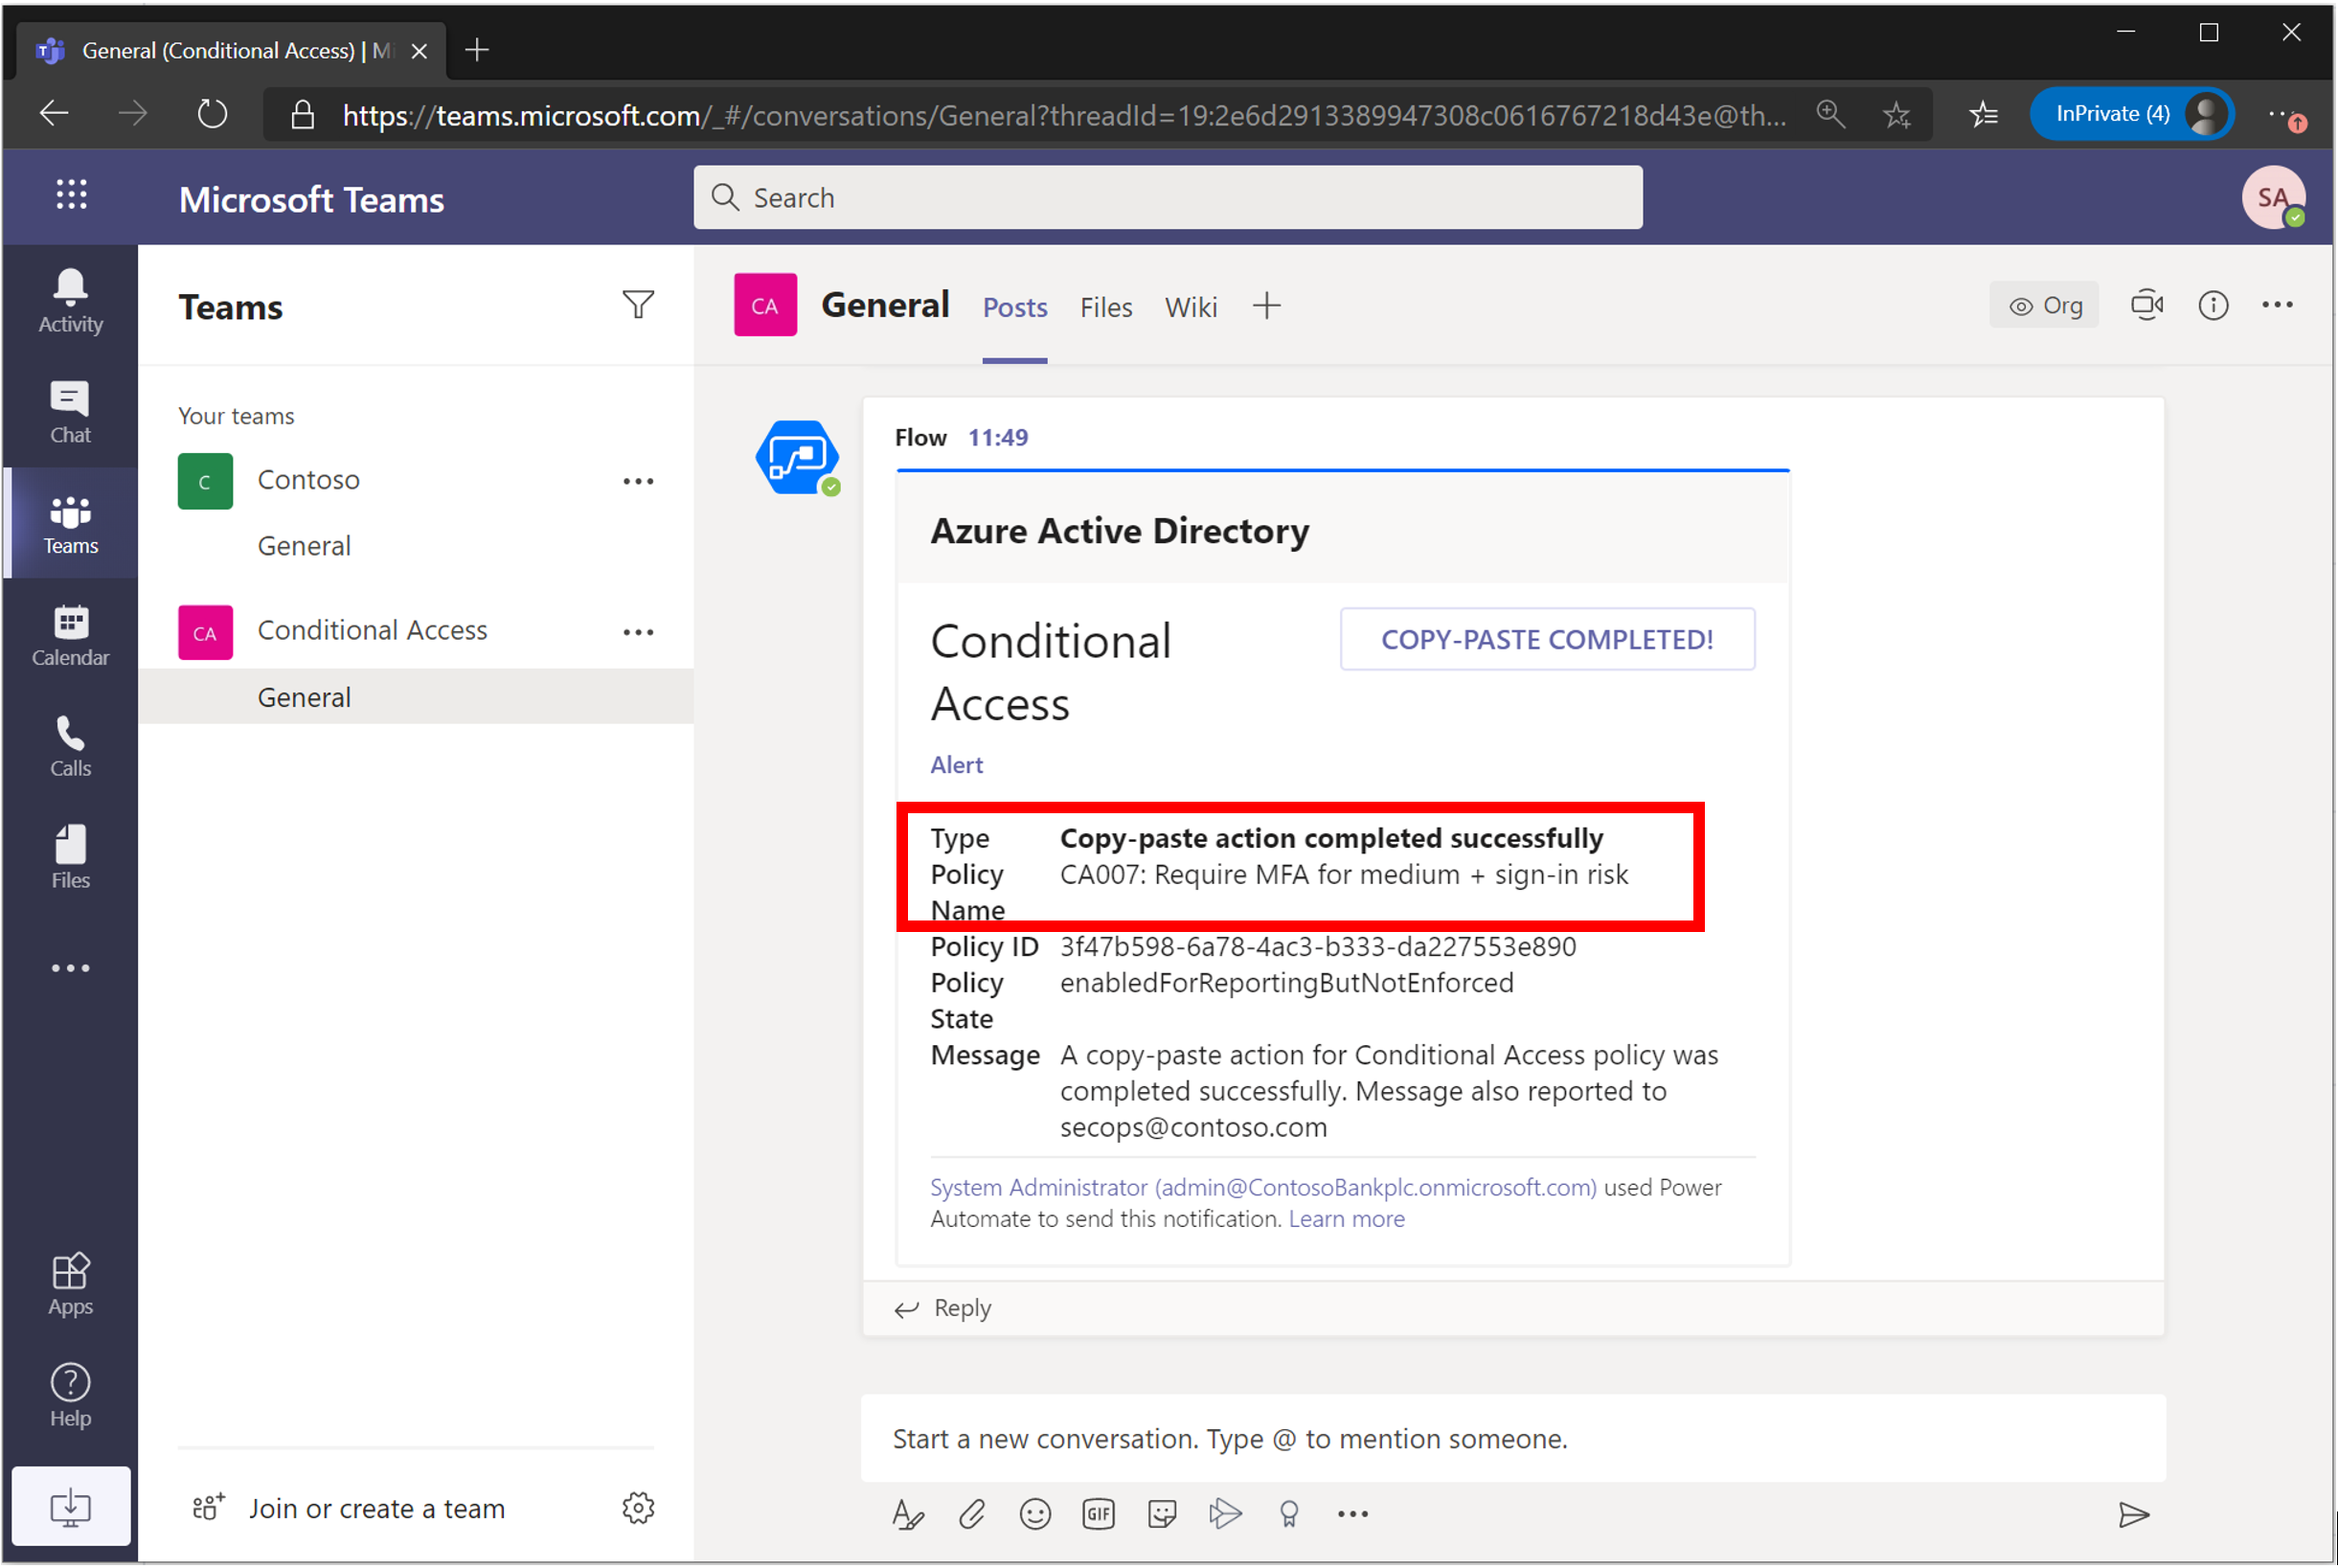 General (Conditional Access) | Mi
https://teams.microsoft.com/_#/conversations/General?threadId=19:2e6d2913389947308c0616767218d43e@th...
InPrivate (4)
Microsoft Teams
Search
SA
Activity
Chat
Teams
Calendar
Calls
Files
Apps
Help
Teams
Your teams
C
Contoso
General
CA
Conditional Access
General
Join or create a team
CA
General
Posts
Files
Wiki
Org
Flow 11:49
Azure Active Directory
Conditional
Access
COPY-PASTE COMPLETED!
Alert
Type Copy-paste action completed successfully
Policy CA007: Require MFA for medium + sign-in risk
Name
Policy ID 3f47b598-6a78-4ac3-b333-da227553e890
Policy enabledForReportingButNotEnforced
State
Message A copy-paste action for Conditional Access policy was
completed successfully. Message also reported to
secops@contoso.com
System Administrator (admin@ContosoBankplc.onmicrosoft.com) used Power
Automate to send this notification. Learn more
Reply
Start a new conversation. Type @ to mention someone.
GIF